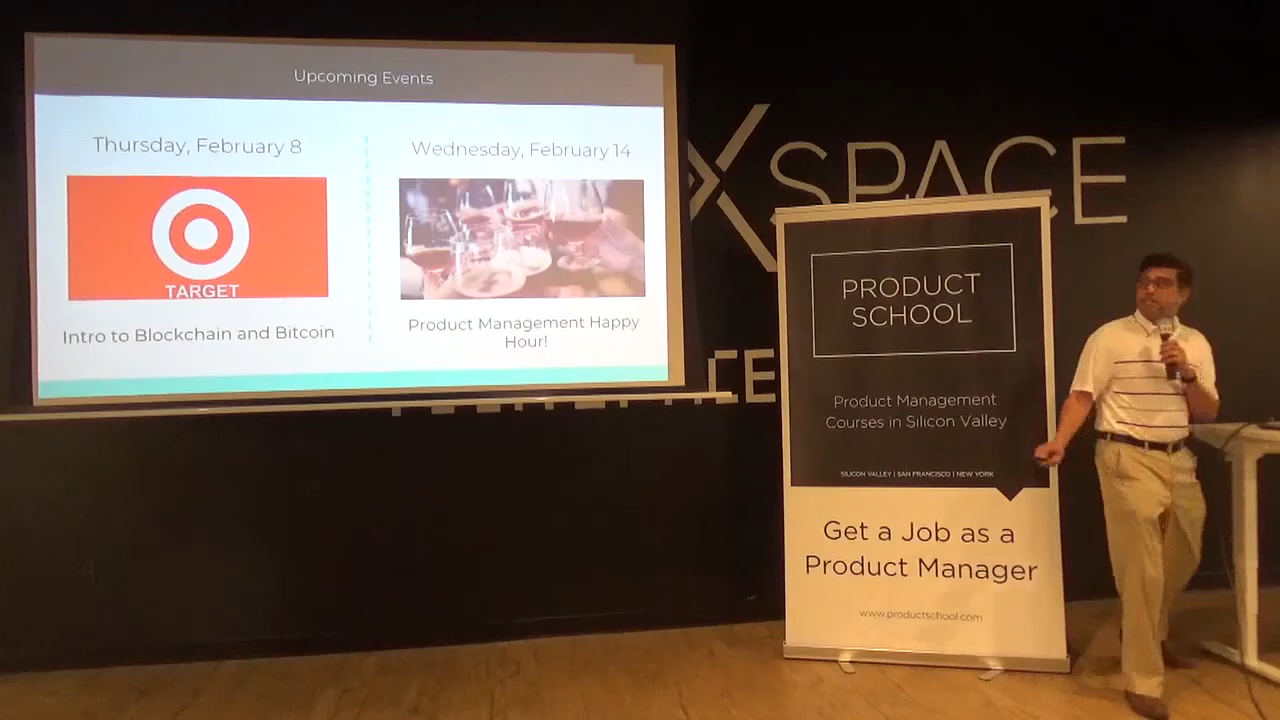 Upcoming Events
Thursday, February 8
TARGET
Intro to Blockchain and Bitcoin
Wednesday, February 14
Product Management Happy
Hour!
XSPACE
PRODUCT
SCHOOL
Product Management
Courses in Silicon Valley
SILICON VALLEY | SAN FRANCISCO | NEW YORK
Get a Job as a
Product Manager
www.productschool.com